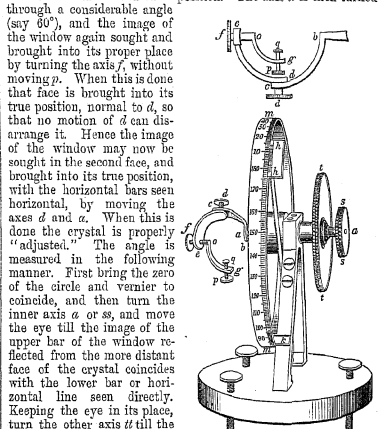 through a considerable angle
(say 60°), and the image of
the window again sought and
brought into its proper place
by turning the axis f, without
moving p. When this is done
that face is brought into its
true position, normal to d, so
that no motion of d can dis-
arrange it. Hence the image
of the window may now be
sought in the second face, and
brought into its true position,
with the horizontal bars seen
horizontal, by moving the
axes d and a. When this is
done the crystal is properly
"adjusted." The angle is
measured in the following
manner. First bring the zero
of the circle and vernier to
coincide, and then turn the
inner axis a or ss, and move
the eye till the image of the
upper bar of the window re-
flected from the more distant
face of the crystal coincides
with the lower bar or hori-
zontal line seen directly.
Keeping the eye in its place,
turn the other axis tt till the
f
e
o
b
q
g
p
d
c
d
m
h
h
t
s
a
s
t
d
c
f
e
o
a
b
q
g
p
k
m